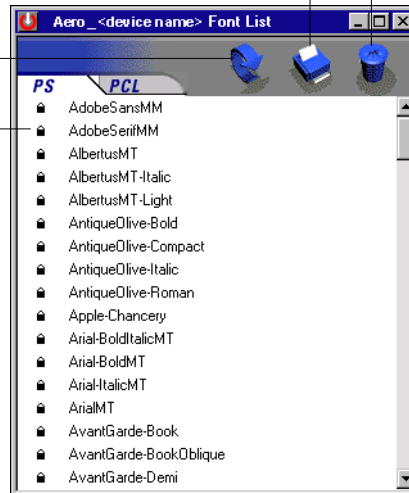 Aero_<device name> Font List
PS PCL
AdobeSansMM
AdobeSerifMM
AlbertusMT
AlbertusMT-Italic
AlbertusMT-Light
AntiqueOlive-Bold
AntiqueOlive-Compact
AntiqueOlive-Italic
AntiqueOlive-Roman
Apple-Chancery
Arial-BoldItalicMT
Arial-BoldMT
Arial-ItalicMT
ArialMT
AvantGarde-Book
AvantGarde-BookOblique
AvantGarde-Demi